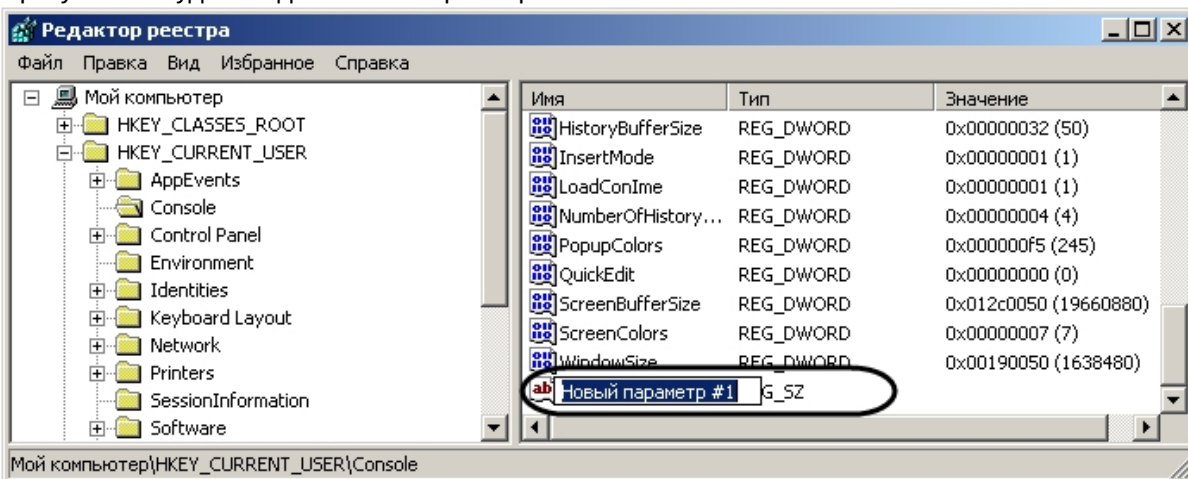 Редактор реестра
Файл Правка Вид Избранное Справка
Мой компьютер
HKEY_CLASSES_ROOT
HKEY_CURRENT_USER
AppEvents
Console
Control Panel
Environment
Identities
Keyboard Layout
Network
Printers
SessionInformation
Software
Имя Тип Значение
HistoryBufferSize REG_DWORD 0x00000032 (50)
InsertMode REG_DWORD 0x00000001 (1)
LoadConIme REG_DWORD 0x00000001 (1)
NumberOfHistory... REG_DWORD 0x00000004 (4)
PopupColors REG_DWORD 0x000000f5 (245)
QuickEdit REG_DWORD 0x00000000 (0)
ScreenBufferSize REG_DWORD 0x012c0050 (19660880)
ScreenColors REG_DWORD 0x00000007 (7)
WindowSize REG_DWORD 0x00190050 (1638480)
Новый параметр #1 G_SZ
Мой компьютер\HKEY_CURRENT_USER\Console